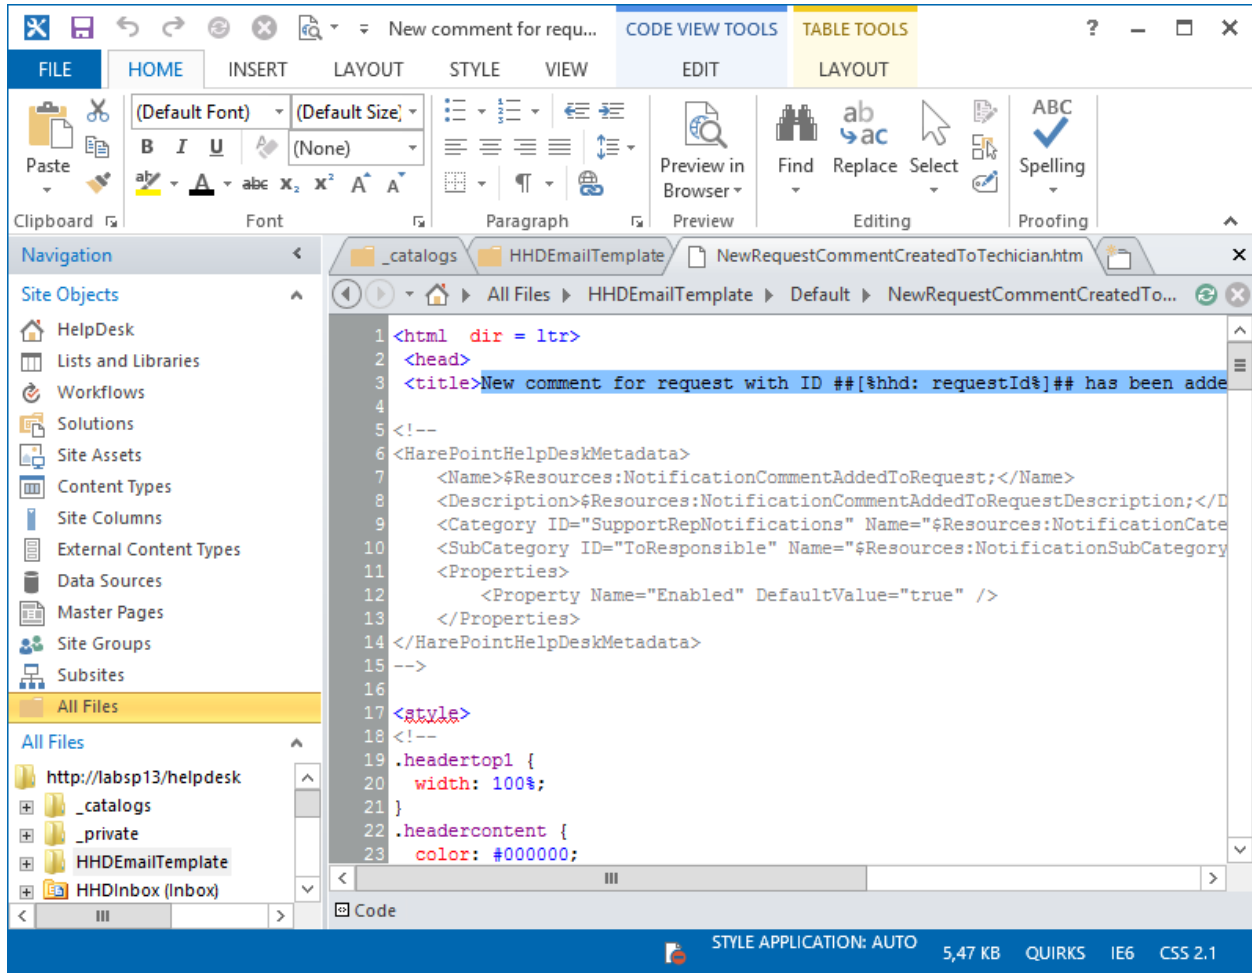 New comment for requ... CODE VIEW TOOLS TABLE TOOLS ?
FILE HOME INSERT LAYOUT STYLE VIEW EDIT LAYOUT
(Default Font) (Default Size)
B I U (None)
ab A abc X₂ X² A A
Paste
Preview in Browser
Find
ab ac Replace
Select
ABC Spelling
Clipboard Font Paragraph Preview Editing Proofing
Navigation
Site Objects
HelpDesk
Lists and Libraries
Workflows
Solutions
Site Assets
Content Types
Site Columns
External Content Types
Data Sources
Master Pages
Site Groups
Subsites
All Files
All Files
http://labsp13/helpdesk
_catalogs
_private
HHDEmailTemplate
HHDInbox (Inbox)
_catalogs HHDEmailTemplate NewRequestCommentCreatedToTechician.htm
All Files HHDEmailTemplate Default NewRequestCommentCreatedTo...
1 <html dir = ltr>
2 <head>
3 <title>New comment for request with ID ##[%hhd: requestId%]## has been adde
4
5 <!--
6 <HarePointHelpDeskMetadata>
7 <Name>$Resources:NotificationCommentAddedToRequest;</Name>
8 <Description>$Resources:NotificationCommentAddedToRequestDescription;</D
9 <Category ID="SupportRepNotifications" Name="$Resources:NotificationCate
10 <SubCategory ID="ToResponsible" Name="$Resources:NotificationSubCategory
11 <Properties>
12 <Property Name="Enabled" DefaultValue="true" />
13 </Properties>
14 </HarePointHelpDeskMetadata>
15 -->
16
17 <style>
18 <!--
19 .headertop1 {
20 width: 100%;
21 }
22 .headercontent {
23 color: #000000;
Code
STYLE APPLICATION: AUTO 5,47 KB QUIRKS IE6 CSS 2.1